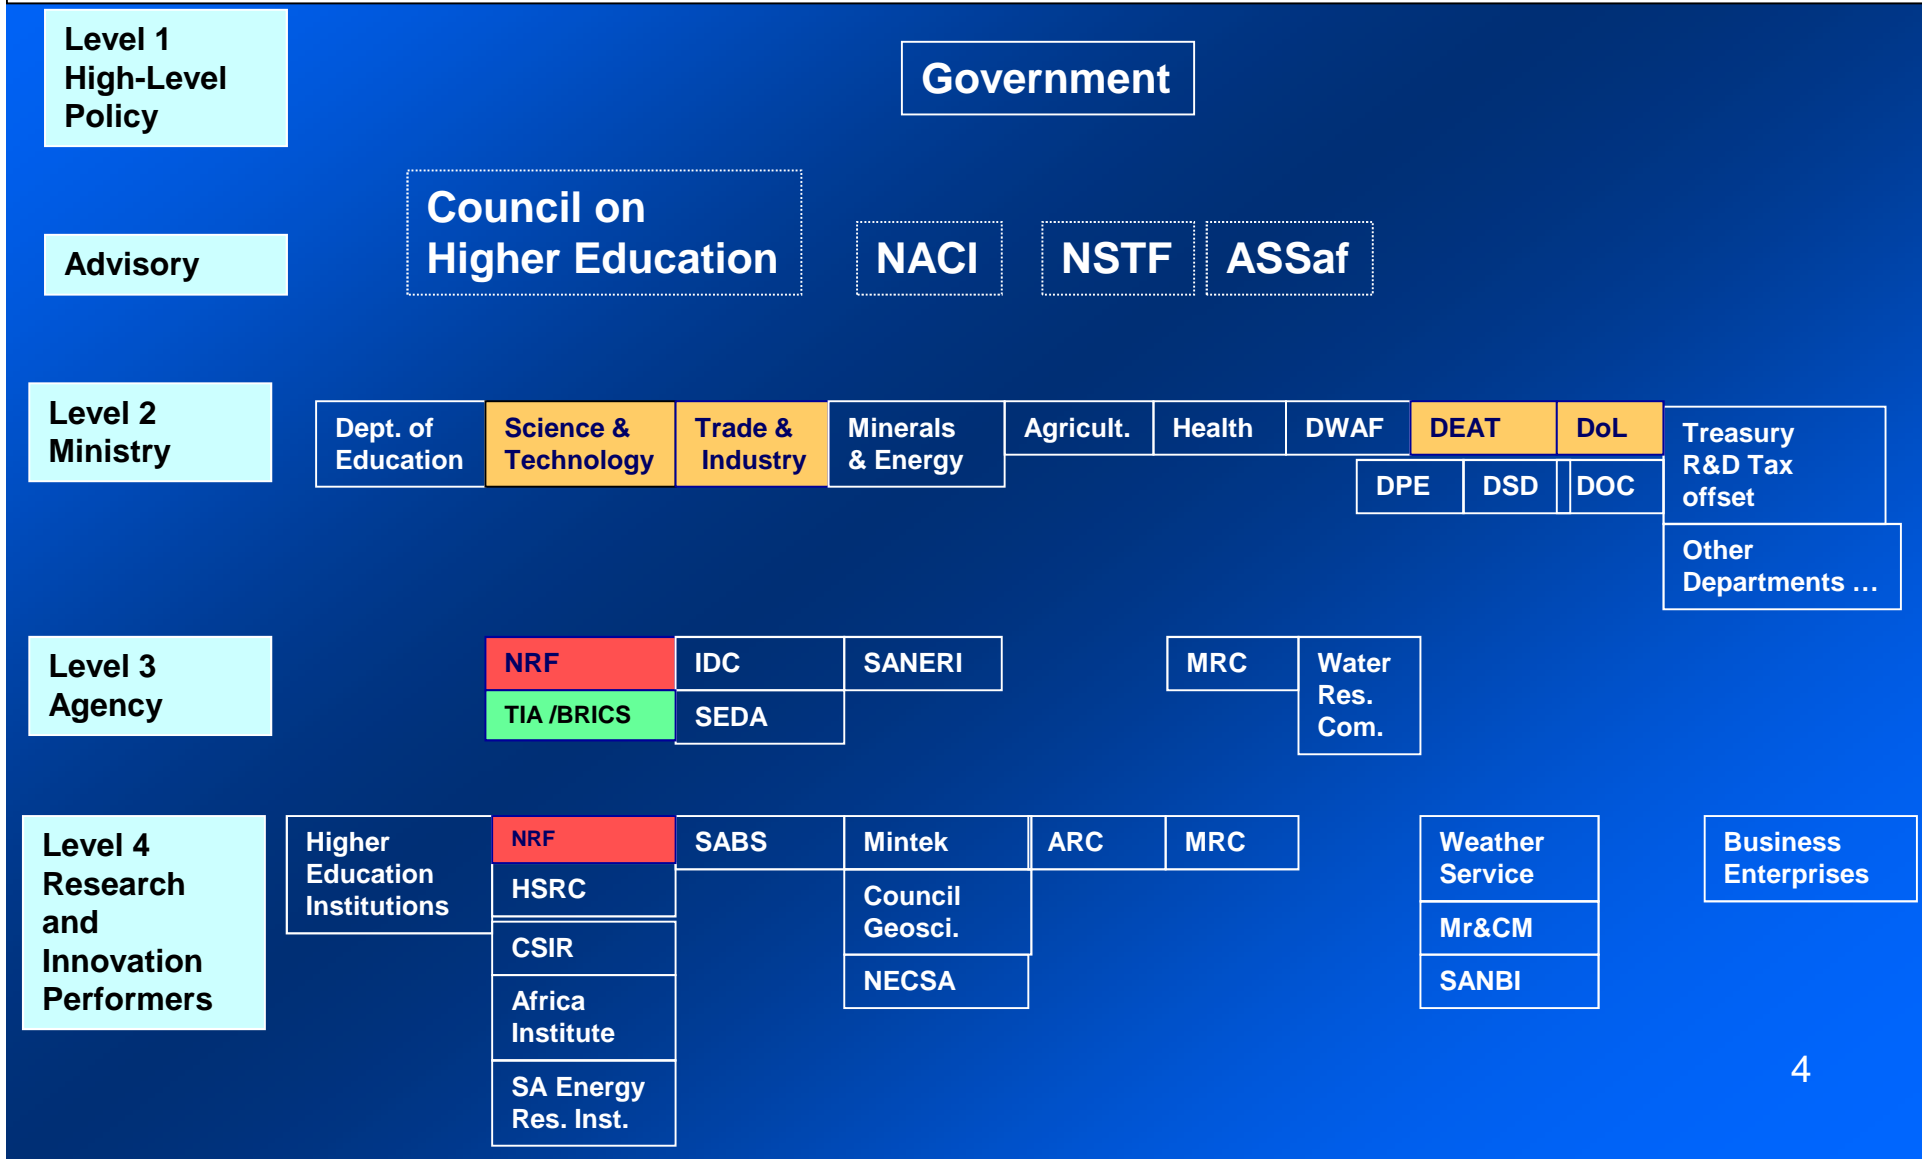 Level 1
High-Level
Policy
Government
Advisory
Council on
Higher Education
NACI
NSTF
ASSaf
Level 2
Ministry
Dept. of
Education
Science &
Technology
Trade &
Industry
Minerals
& Energy
Agricult.
Health
DWAF
DEAT
DoL
DPE
DSD
DOC
Treasury
R&D Tax
offset
Other
Departments …
Level 3
Agency
NRF
TIA /BRICS
IDC
SEDA
SANERI
MRC
Water
Res.
Com.
Level 4
Research
and
Innovation
Performers
Higher
Education
Institutions
NRF
HSRC
CSIR
Africa
Institute
SA Energy
Res. Inst.
SABS
Mintek
Council
Geosci.
NECSA
ARC
MRC
Weather
Service
Mr&CM
SANBI
Business
Enterprises
4